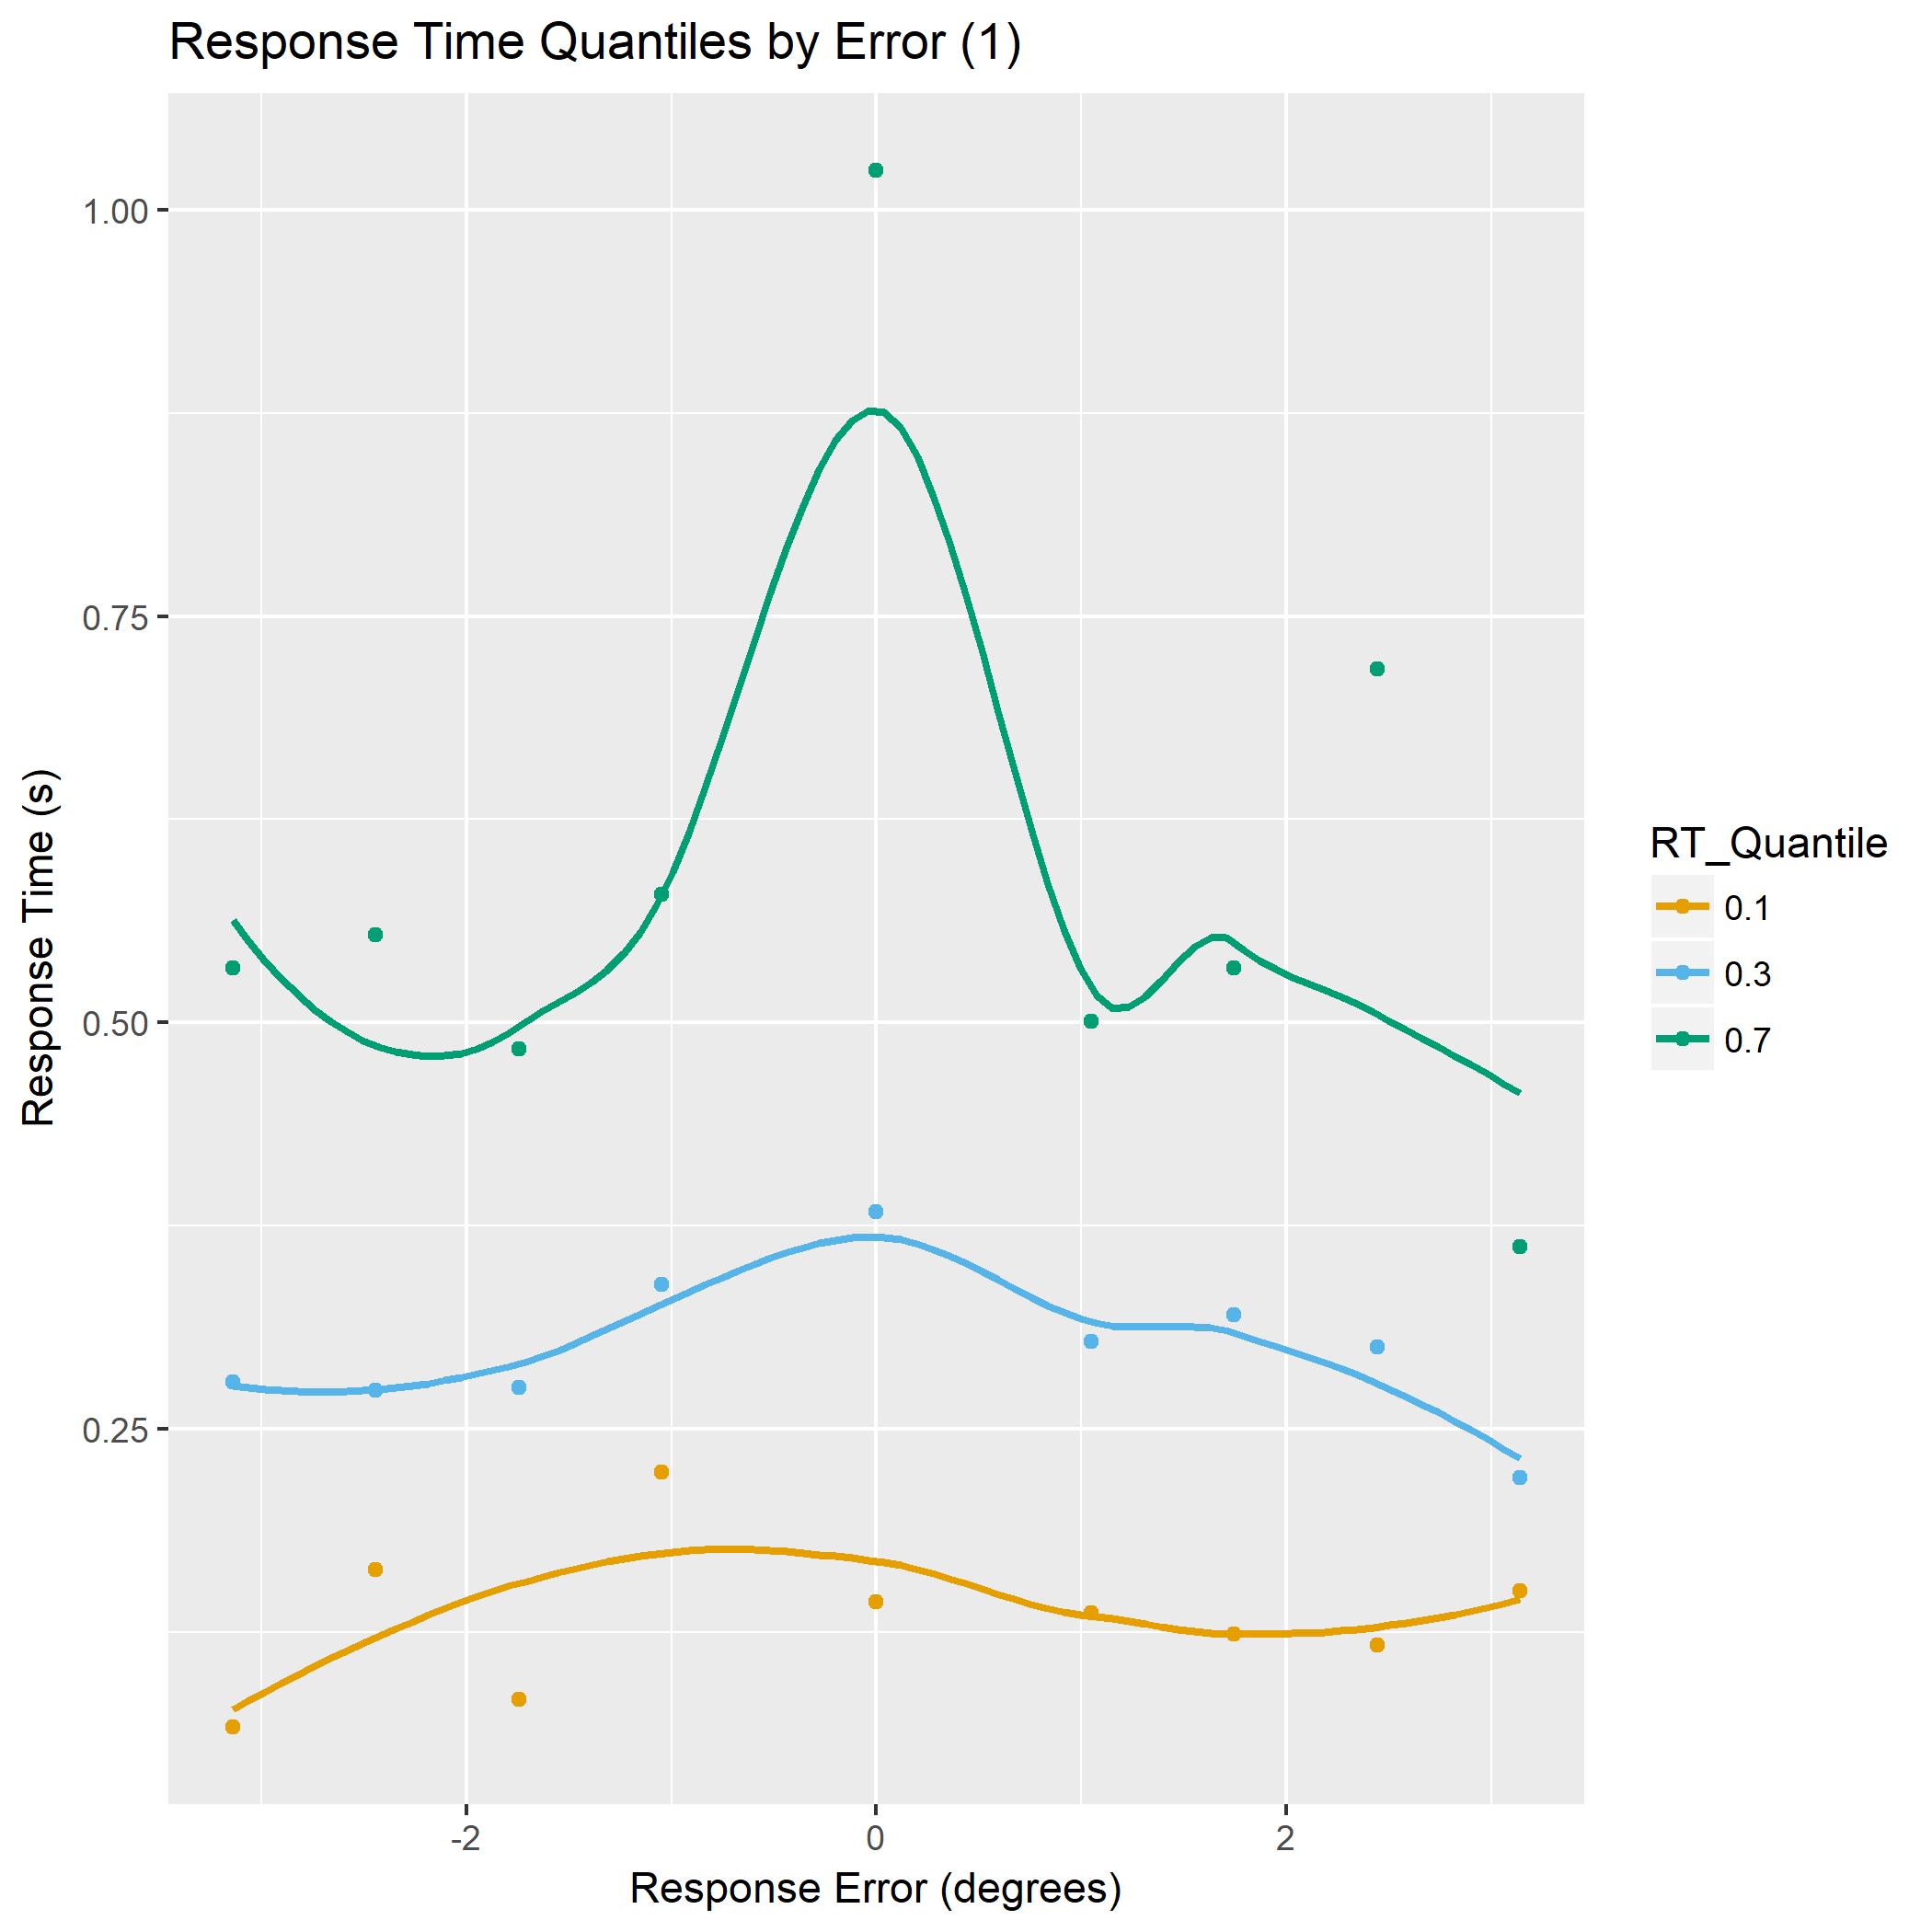 Response Time Quantiles by Error (1)
1.00
0.75
0.50
0.25
Response Time (s)
-2 0 2
Response Error (degrees)
RT_Quantile
0.1
0.3
0.7